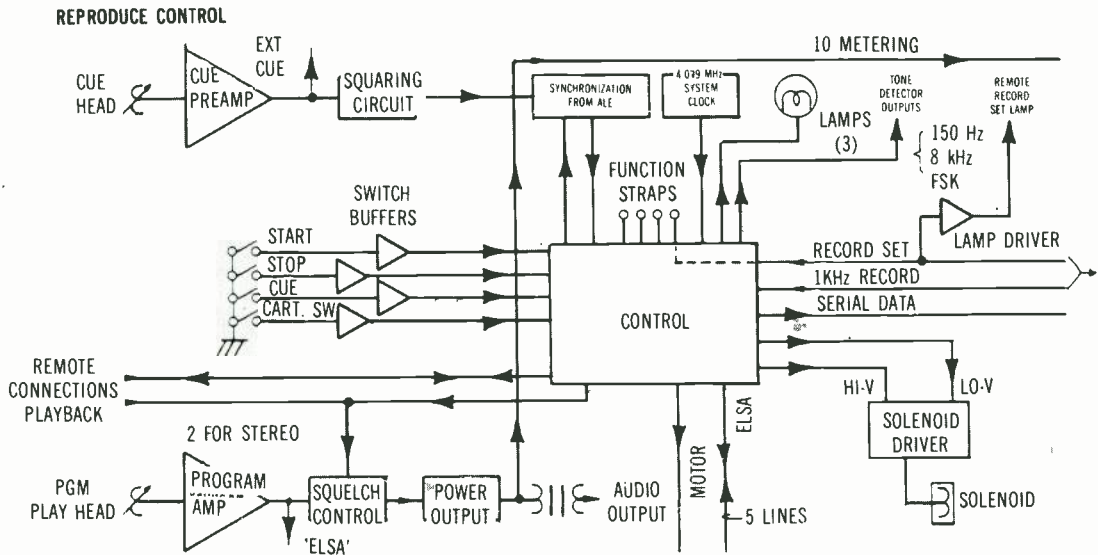 REPRODUCE CONTROL
EXT
CUE
10 METERING
CUE
HEAD
CUE
PREAMP
SQUARING
CIRCUIT
SYNCHRONIZATION
FROM ALE
4 099 MHz
SYSTEM
CLOCK
LAMPS
(3)
TONE
DETECTOR
OUTPUTS
REMOTE
RECORD
SET LAMP
150 Hz
8 kHz
FSK
FUNCTION
STRAPS
SWITCH
BUFFERS
LAMP DRIVER
START
STOP
CUE
CART. SW
CONTROL
RECORD SET
1KHz RECORD
SERIAL DATA
REMOTE
CONNECTIONS
PLAYBACK
HI-V
LO-V
SOLENOID
DRIVER
SOLENOID
2 FOR STEREO
PGM
PLAY HEAD
PROGRAM
AMP
SQUELCH
CONTROL
POWER
OUTPUT
AUDIO
OUTPUT
MOTOR
ELSA
5 LINES
'ELSA'